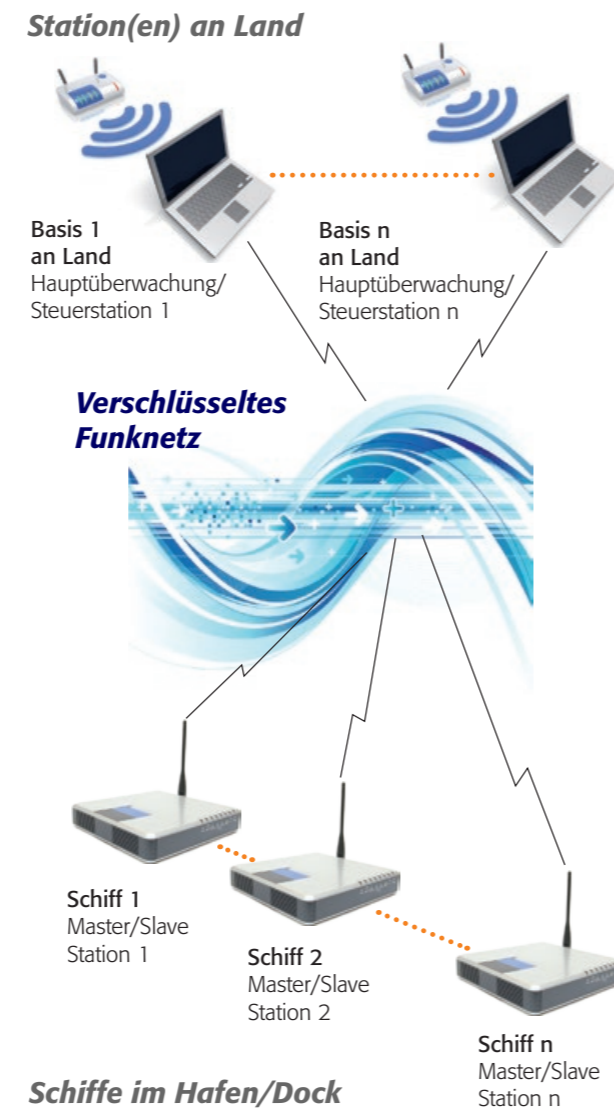 Station(en) an Land
Basis 1
an Land
Hauptüberwachung/
Steuerstation 1
Basis n
an Land
Hauptüberwachung/
Steuerstation n
Verschlüsseltes
Funknetz
Schiff 1
Master/Slave
Station 1
Schiff 2
Master/Slave
Station 2
Schiff n
Master/Slave
Station n
Schiffe im Hafen/Dock